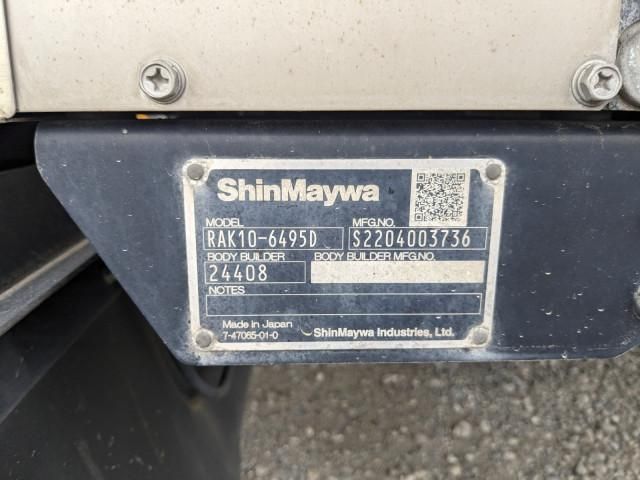 ShinMaywa
MODEL MFG.NO.
RAK10-6495D S2204003736
BODY BUILDER BODY BUILDER MFG.NO.
24408
NOTES
Made in Japan
7-47065-01-0 ShinMaywa Industries, Ltd.